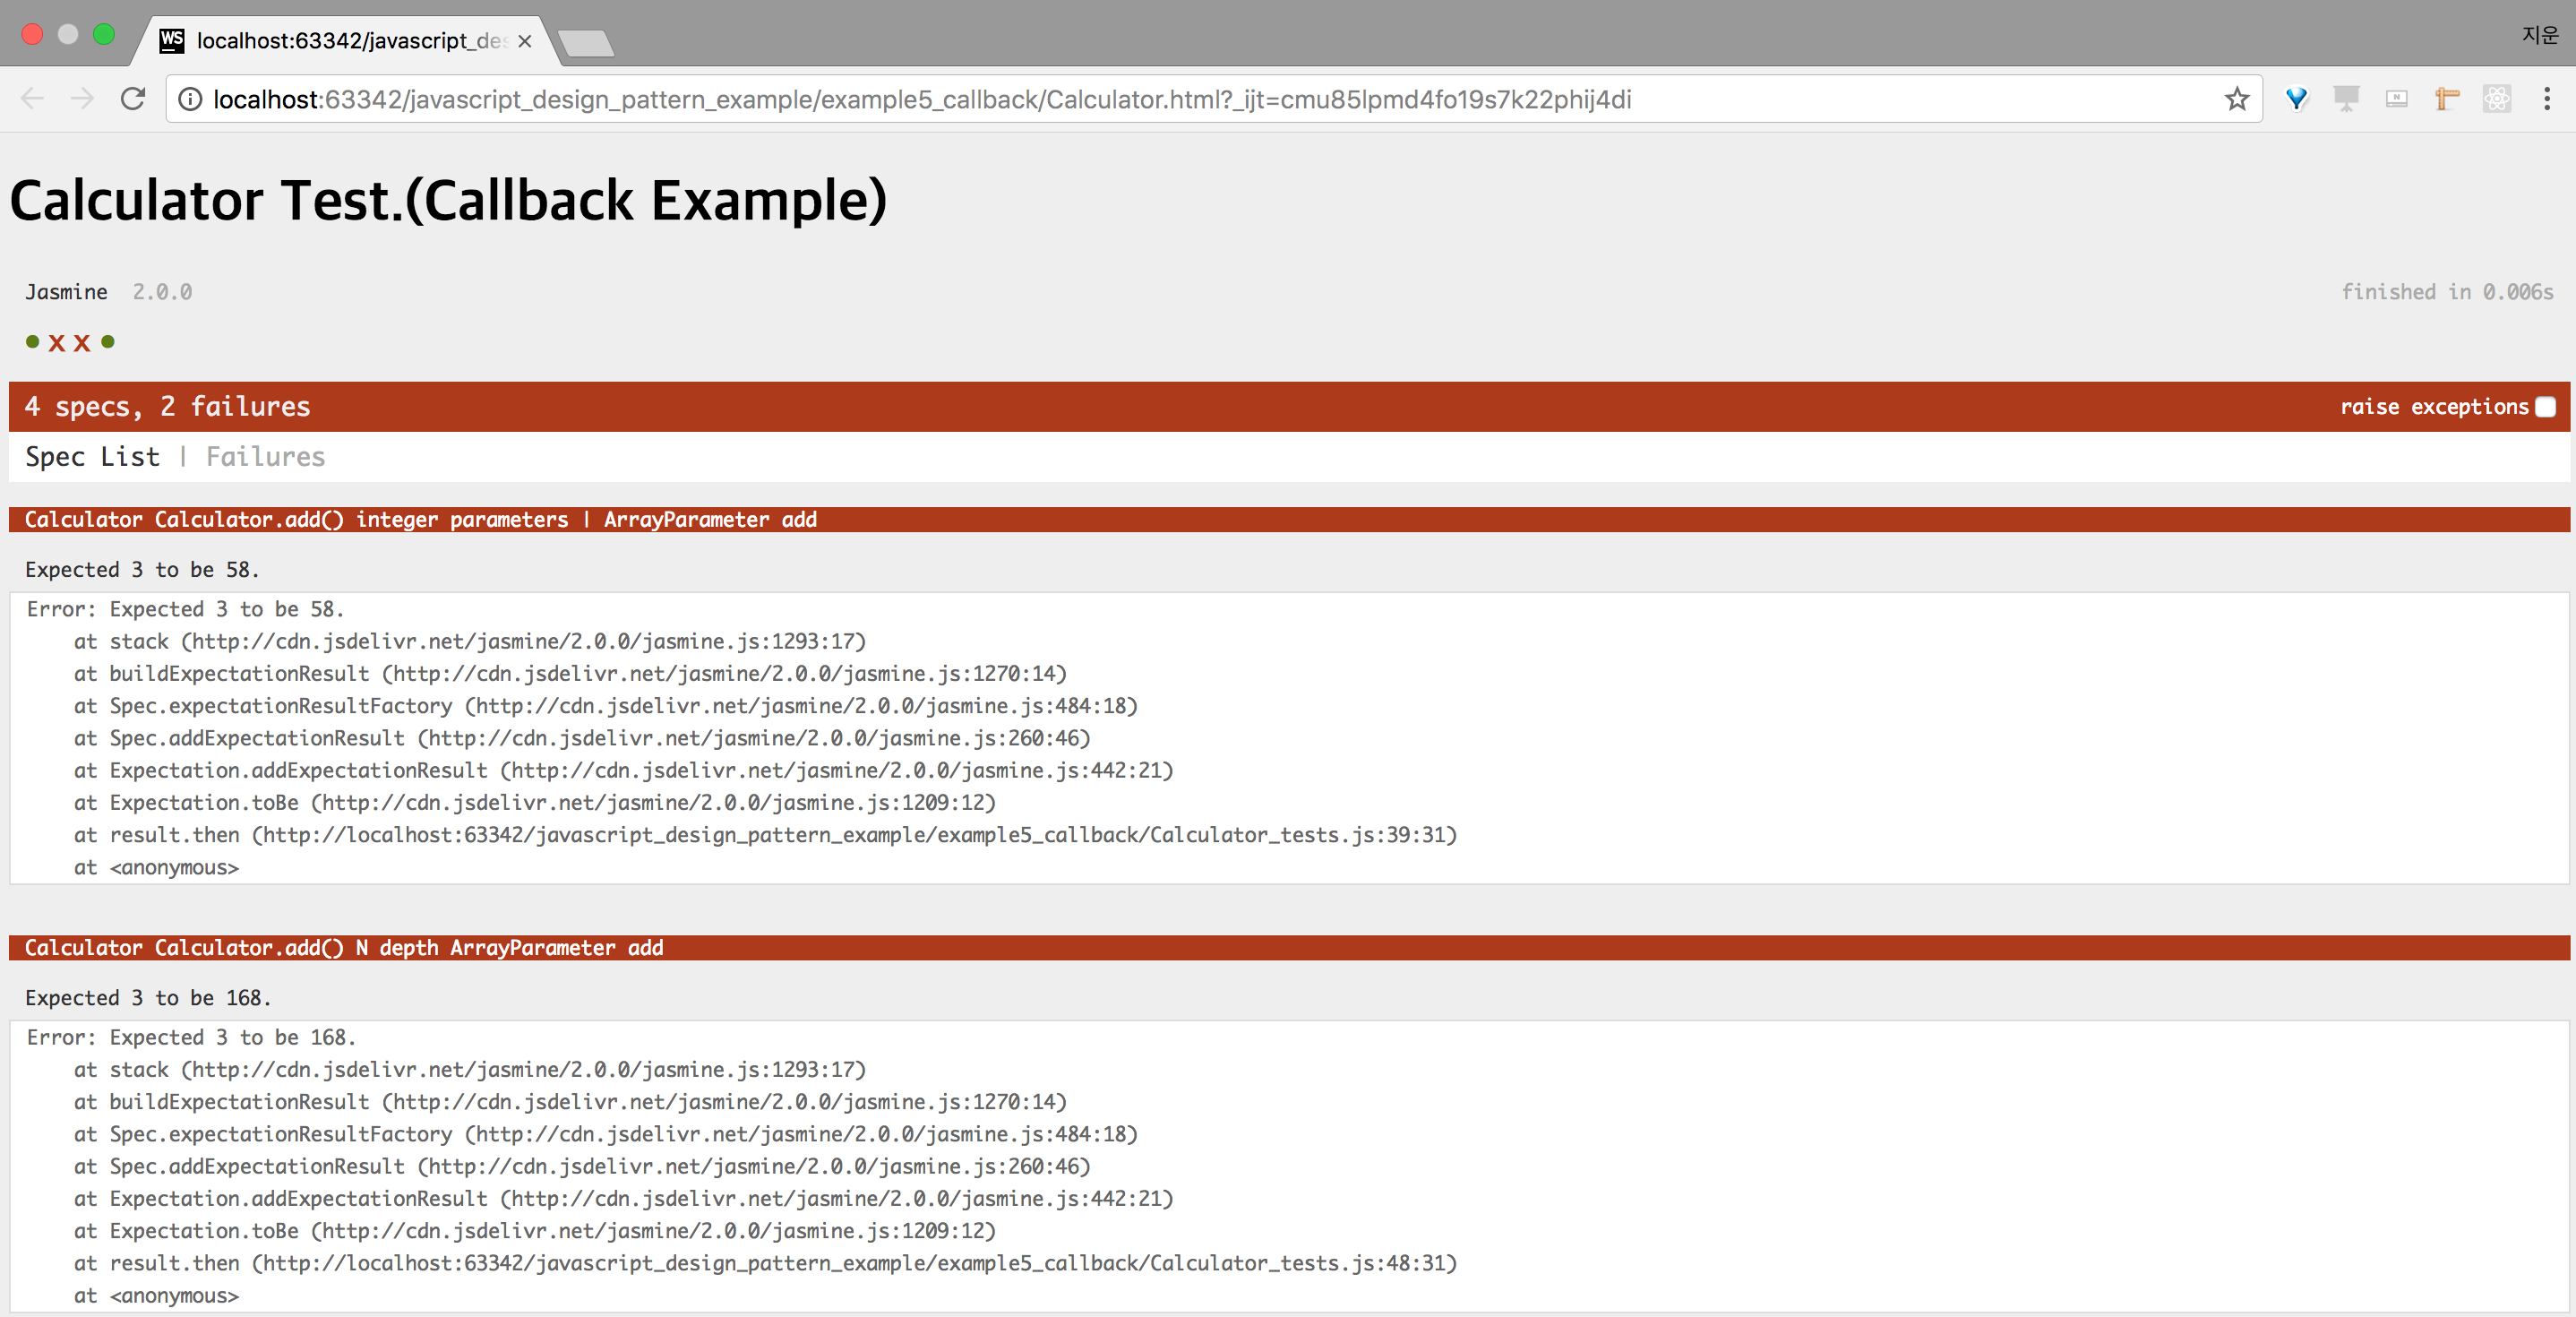 WS localhost:63342/javascript_des
지운
localhost:63342/javascript_design_pattern_example/example5_callback/Calculator.html?_ijt=cmu85lpmd4fo19s7k22phij4di
Calculator Test.(Callback Example)
Jasmine 2.0.0
finished in 0.006s
x x
4 specs, 2 failures
raise exceptions
Spec List | Failures
Calculator Calculator.add() integer parameters | ArrayParameter add
Expected 3 to be 58.
Error: Expected 3 to be 58.
at stack (http://cdn.jsdelivr.net/jasmine/2.0.0/jasmine.js:1293:17)
at buildExpectationResult (http://cdn.jsdelivr.net/jasmine/2.0.0/jasmine.js:1270:14)
at Spec.expectationResultFactory (http://cdn.jsdelivr.net/jasmine/2.0.0/jasmine.js:484:18)
at Spec.addExpectationResult (http://cdn.jsdelivr.net/jasmine/2.0.0/jasmine.js:260:46)
at Expectation.addExpectationResult (http://cdn.jsdelivr.net/jasmine/2.0.0/jasmine.js:442:21)
at Expectation.toBe (http://cdn.jsdelivr.net/jasmine/2.0.0/jasmine.js:1209:12)
at result.then (http://localhost:63342/javascript_design_pattern_example/example5_callback/Calculator_tests.js:39:31)
at <anonymous>
Calculator Calculator.add() N depth ArrayParameter add
Expected 3 to be 168.
Error: Expected 3 to be 168.
at stack (http://cdn.jsdelivr.net/jasmine/2.0.0/jasmine.js:1293:17)
at buildExpectationResult (http://cdn.jsdelivr.net/jasmine/2.0.0/jasmine.js:1270:14)
at Spec.expectationResultFactory (http://cdn.jsdelivr.net/jasmine/2.0.0/jasmine.js:484:18)
at Spec.addExpectationResult (http://cdn.jsdelivr.net/jasmine/2.0.0/jasmine.js:260:46)
at Expectation.addExpectationResult (http://cdn.jsdelivr.net/jasmine/2.0.0/jasmine.js:442:21)
at Expectation.toBe (http://cdn.jsdelivr.net/jasmine/2.0.0/jasmine.js:1209:12)
at result.then (http://localhost:63342/javascript_design_pattern_example/example5_callback/Calculator_tests.js:48:31)
at <anonymous>